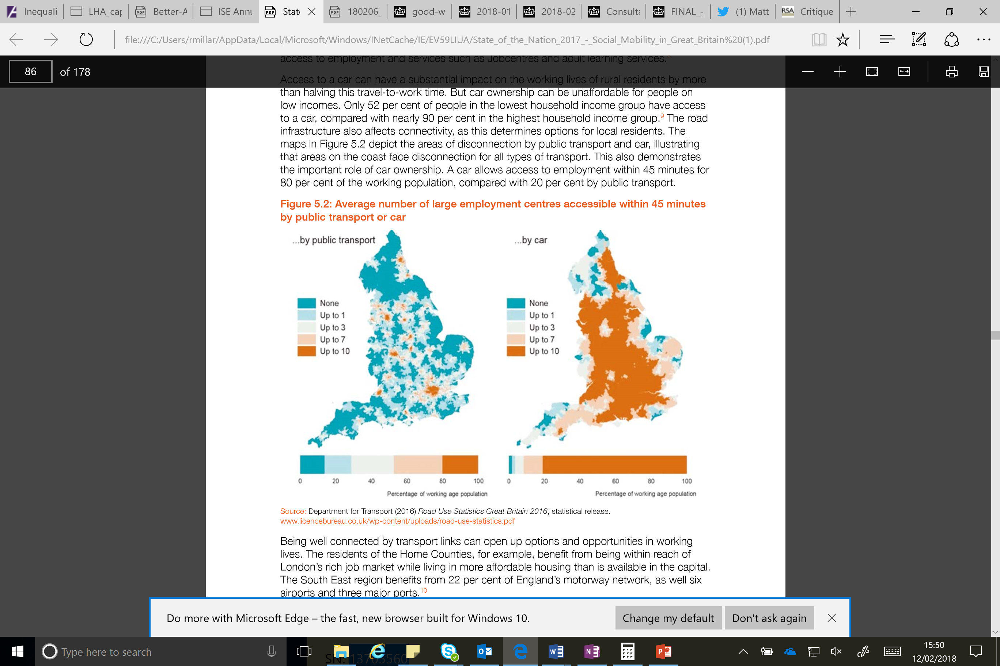 Inequali
LHA_cap
Better-A
ISE Annu
State
180206_
good-w
2018-01
2018-02
Consulta
FINAL_-
(1) Matt
RSA
Critique
file:///C:/Users/rmillar/AppData/Local/Microsoft/Windows/INetCache/IE/EV59LIUA/State_of_the_Nation_2017_-_Social_Mobility_in_Great_Britain%20(1).pdf
86 of 178
access to employment and services such as Jobcentres and adult learning services.8
Access to a car can have a substantial impact on the working lives of rural residents by more
than halving this travel-to-work time. But car ownership can be unaffordable for people on
low incomes. Only 52 per cent of people in the lowest household income group have access
to a car, compared with nearly 90 per cent in the highest household income group.9 The road
infrastructure also affects connectivity, as this determines options for local residents. The
maps in Figure 5.2 depict the areas of disconnection by public transport and car, illustrating
that areas on the coast face disconnection for all types of transport. This also demonstrates
the important role of car ownership. A car allows access to employment within 45 minutes for
80 per cent of the working population, compared with 20 per cent by public transport.
Figure 5.2: Average number of large employment centres accessible within 45 minutes
by public transport or car
...by public transport
None
Up to 1
Up to 3
Up to 7
Up to 10
0 20 40 60 80 100
Percentage of working age population
...by car
None
Up to 1
Up to 3
Up to 7
Up to 10
0 20 40 60 80 100
Percentage of working age population
Source: Department for Transport (2016) Road Use Statistics Great Britain 2016, statistical release.
www.licencebureau.co.uk/wp-content/uploads/road-use-statistics.pdf
Being well connected by transport links can open up options and opportunities in working
lives. The residents of the Home Counties, for example, benefit from being within reach of
London's rich job market while living in more affordable housing than is available in the capital.
The South East region benefits from 22 per cent of England's motorway network, as well six
airports and three major ports.10
Do more with Microsoft Edge – the fast, new browser built for Windows 10.
Change my default
Don't ask again
Type here to search
SN: 13703560
15:50
12/02/2018